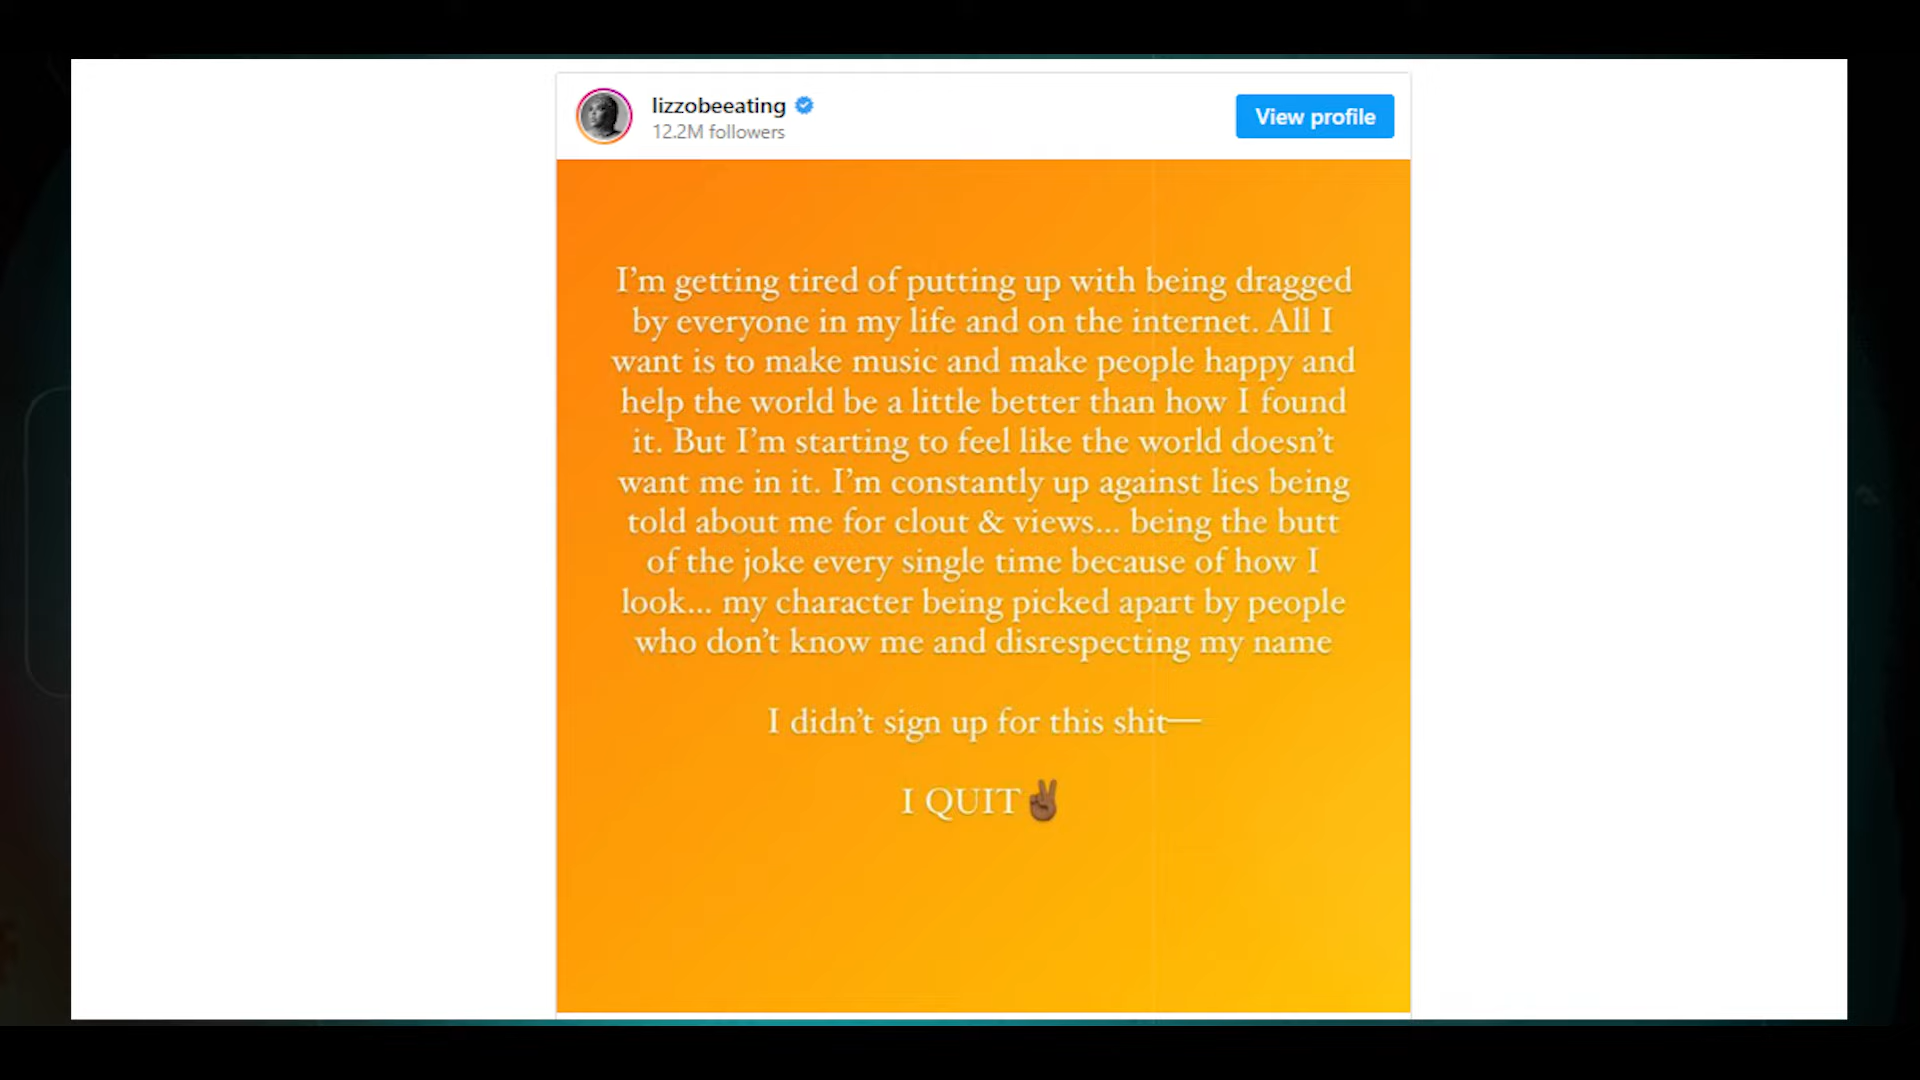 lizzobeeating
12.2M followers
View profile
I'm getting tired of putting up with being dragged
by everyone in my life and on the internet. All I
want is to make music and make people happy and
help the world be a little better than how I found
it. But I'm starting to feel like the world doesn't
want me in it. I'm constantly up against lies being
told about me for clout & views... being the butt
of the joke every single time because of how I
look... my character being picked apart by people
who don't know me and disrespecting my name
I didn't sign up for this shit—
I QUIT✌🏾